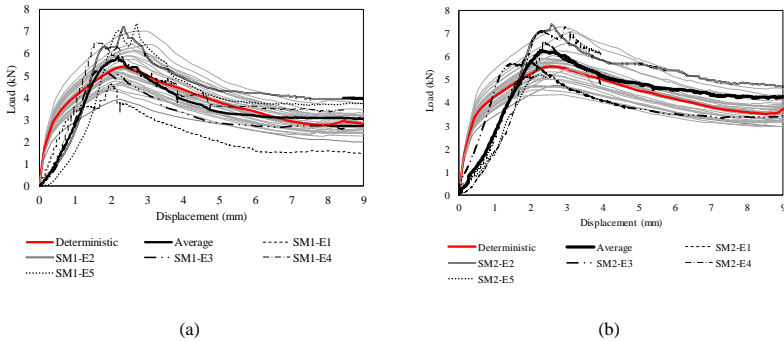 (a)
8
7
6
5
4
3
2
1
0
Load (kN)
0 1 2 3 4 5 6 7 8 9
Displacement (mm)
Deterministic Average SM1-E1
SM1-E2 SM1-E3 SM1-E4
SM1-E5
(a)
(b)
8
7
6
5
4
3
2
1
0
Load (kN)
0 1 2 3 4 5 6 7 8 9
Displacement (mm)
Deterministic Average SM2-E1
SM2-E2 SM2-E3 SM2-E4
SM2-E5
(b)